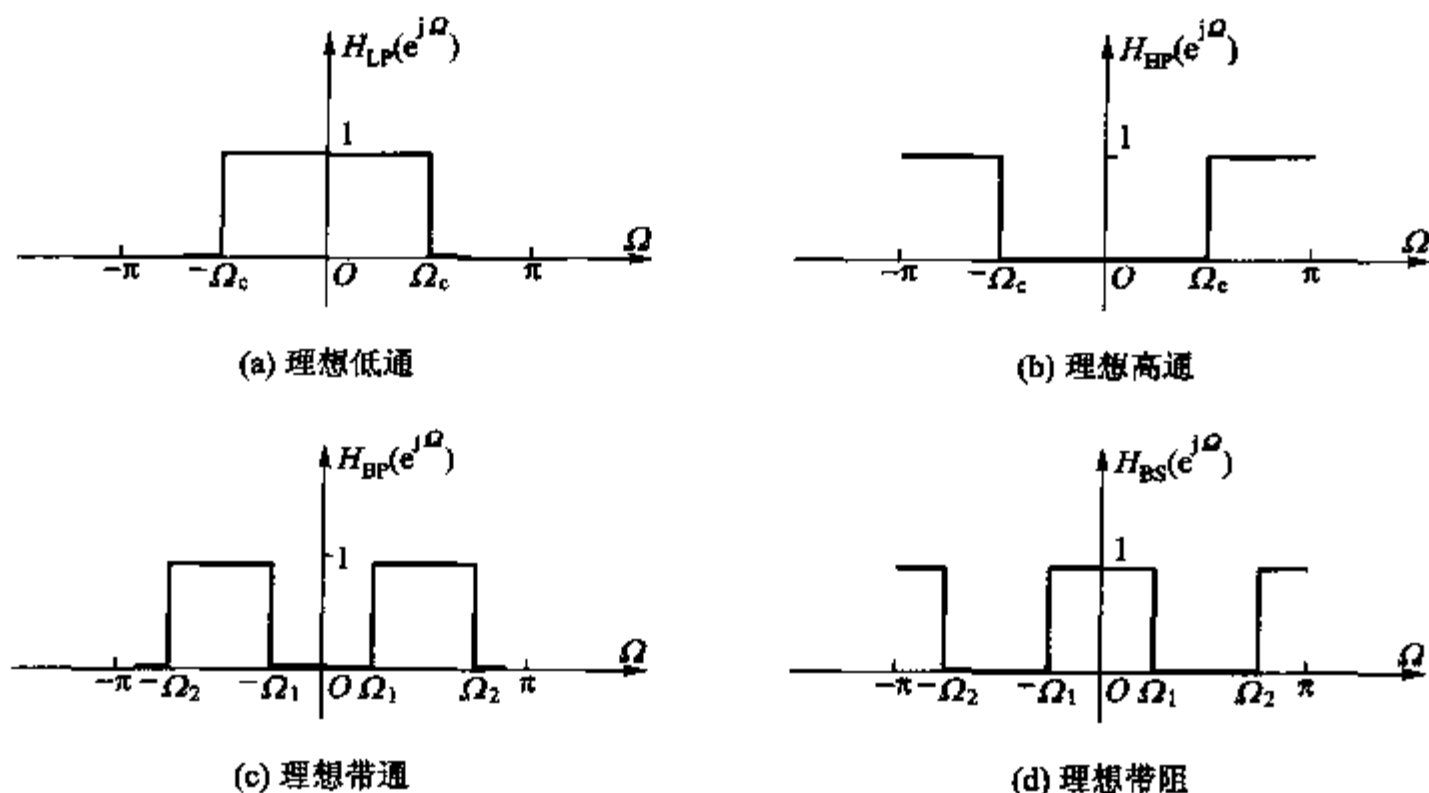 H_LP(e^jΩ)
1
-π -Ω_c O Ω_c π Ω
(a) 理想低通
H_HP(e^jΩ)
1
-π -Ω_c O Ω_c π Ω
(b) 理想高通
H_BP(e^jΩ)
1
-π -Ω_2 -Ω_1 O Ω_1 Ω_2 π Ω
(c) 理想带通
H_BS(e^jΩ)
1
-π -Ω_2 -Ω_1 O Ω_1 Ω_2 π Ω
(d) 理想带阻